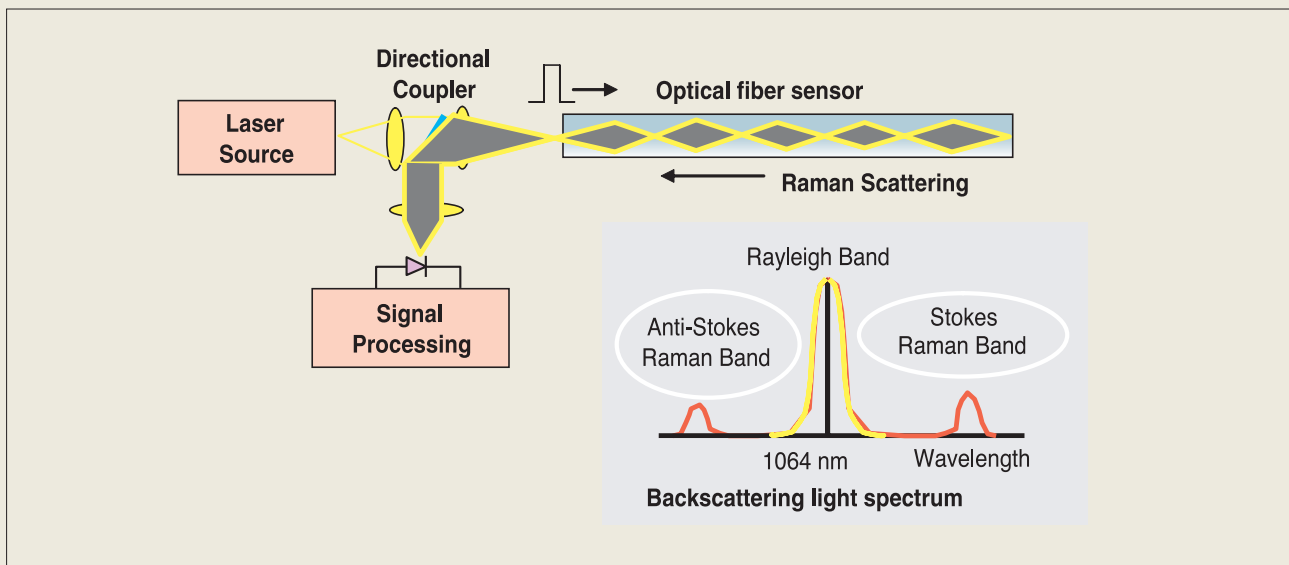 Directional
Coupler
Laser
Source
Optical fiber sensor
Raman Scattering
Signal
Processing
Rayleigh Band
Anti-Stokes
Raman Band
Stokes
Raman Band
1064 nm
Wavelength
Backscattering light spectrum